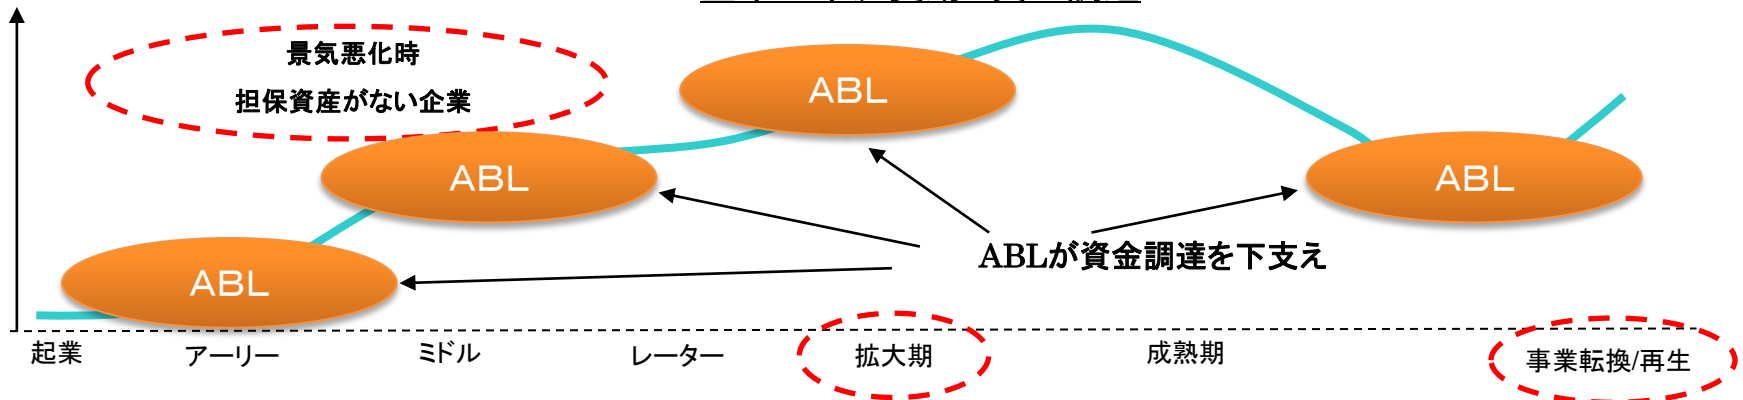 景気悪化時
担保資産がない企業
ABL
ABL
ABL
ABL
ABLが資金調達を下支え
起業
アーリー
ミドル
レーター
拡大期
成熟期
事業転換/再生